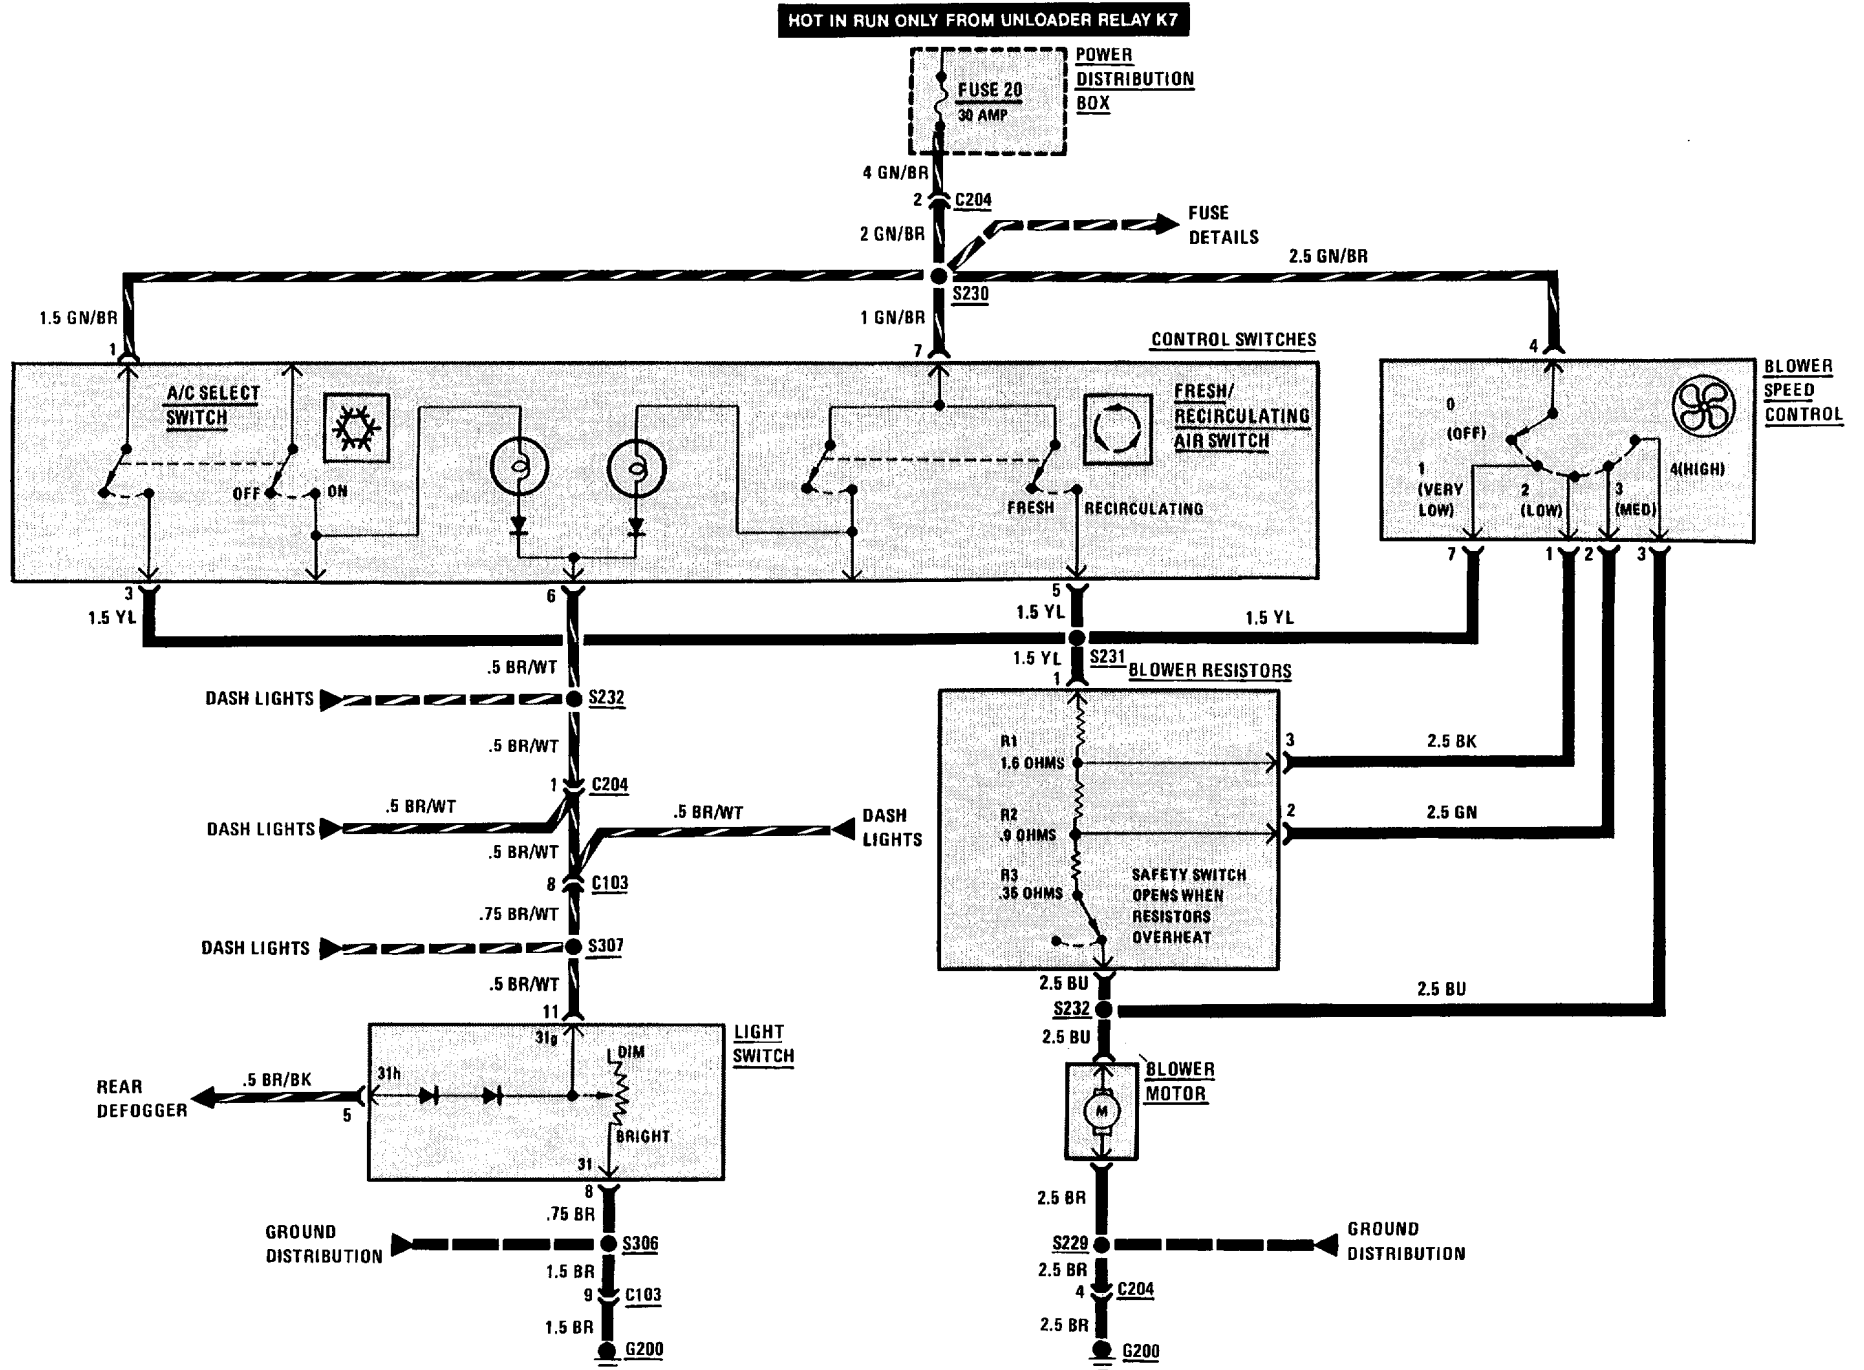 HOT IN RUN ONLY FROM UNLOADER RELAY K7
POWER
DISTRIBUTION
BOX
FUSE 20
30 AMP
4 GN/BR
2
C204
2 GN/BR
FUSE
DETAILS
2.5 GN/BR
S230
1.5 GN/BR
1 GN/BR
1
7
4
CONTROL SWITCHES
A/C SELECT
SWITCH
OFF
ON
FRESH/
RECIRCULATING
AIR SWITCH
FRESH
RECIRCULATING
BLOWER
SPEED
CONTROL
0
(OFF)
1
(VERY
LOW)
2
(LOW)
3
(MED)
4(HIGH)
3
6
5
7
1
2
3
1.5 YL
1.5 YL
1.5 YL
.5 BR/WT
1.5 YL
S231
1
BLOWER RESISTORS
DASH LIGHTS
S232
.5 BR/WT
R1
1.6 OHMS
3
2.5 BK
1
C204
.5 BR/WT
DASH LIGHTS
.5 BR/WT
DASH
LIGHTS
R2
.9 OHMS
2
2.5 GN
.5 BR/WT
8
C103
R3
.36 OHMS
SAFETY SWITCH
OPENS WHEN
RESISTORS
OVERHEAT
.75 BR/WT
DASH LIGHTS
S307
.5 BR/WT
2.5 BU
2.5 BU
S232
2.5 BU
11
31g
LIGHT
SWITCH
DIM
BRIGHT
31h
31
REAR
DEFOGGER
.5 BR/BK
5
BLOWER
MOTOR
M
8
.75 BR
2.5 BR
GROUND
DISTRIBUTION
S306
S229
GROUND
DISTRIBUTION
1.5 BR
2.5 BR
9
C103
4
C204
1.5 BR
2.5 BR
G200
G200